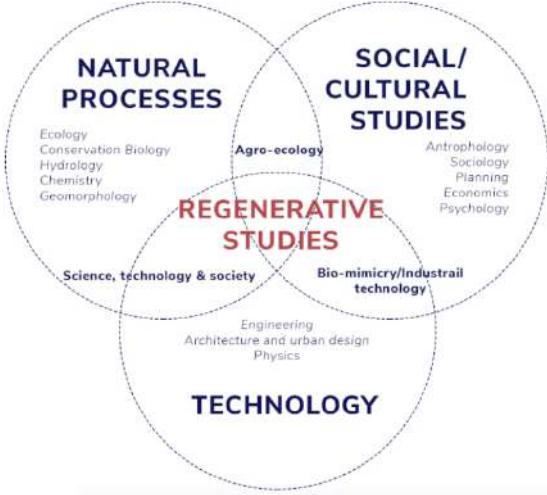 NATURAL
PROCESSES
Ecology
Conservation Biology
Hydrology
Chemistry
Geomorphology
SOCIAL/
CULTURAL
STUDIES
Antrophology
Sociology
Planning
Economics
Psychology
Agro-ecology
REGENERATIVE
STUDIES
Science, technology & society
Bio-mimicry/Industrail
technology
Engineering
Architecture and urban design
Physics
TECHNOLOGY